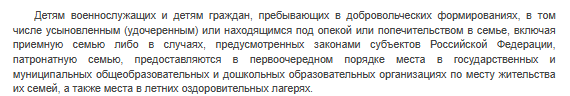 Детям военнослужащих и детям граждан, пребывающих в добровольческих формированиях, в том
числе усыновленным (удочеренным) или находящимся под опекой или попечительством в семье, включая
приемную семью либо в случаях, предусмотренных законами субъектов Российской Федерации,
патронатную семью, предоставляются в первоочередном порядке места в государственных и
муниципальных общеобразовательных и дошкольных образовательных организациях по месту жительства
их семей, а также места в летних оздоровительных лагерях.